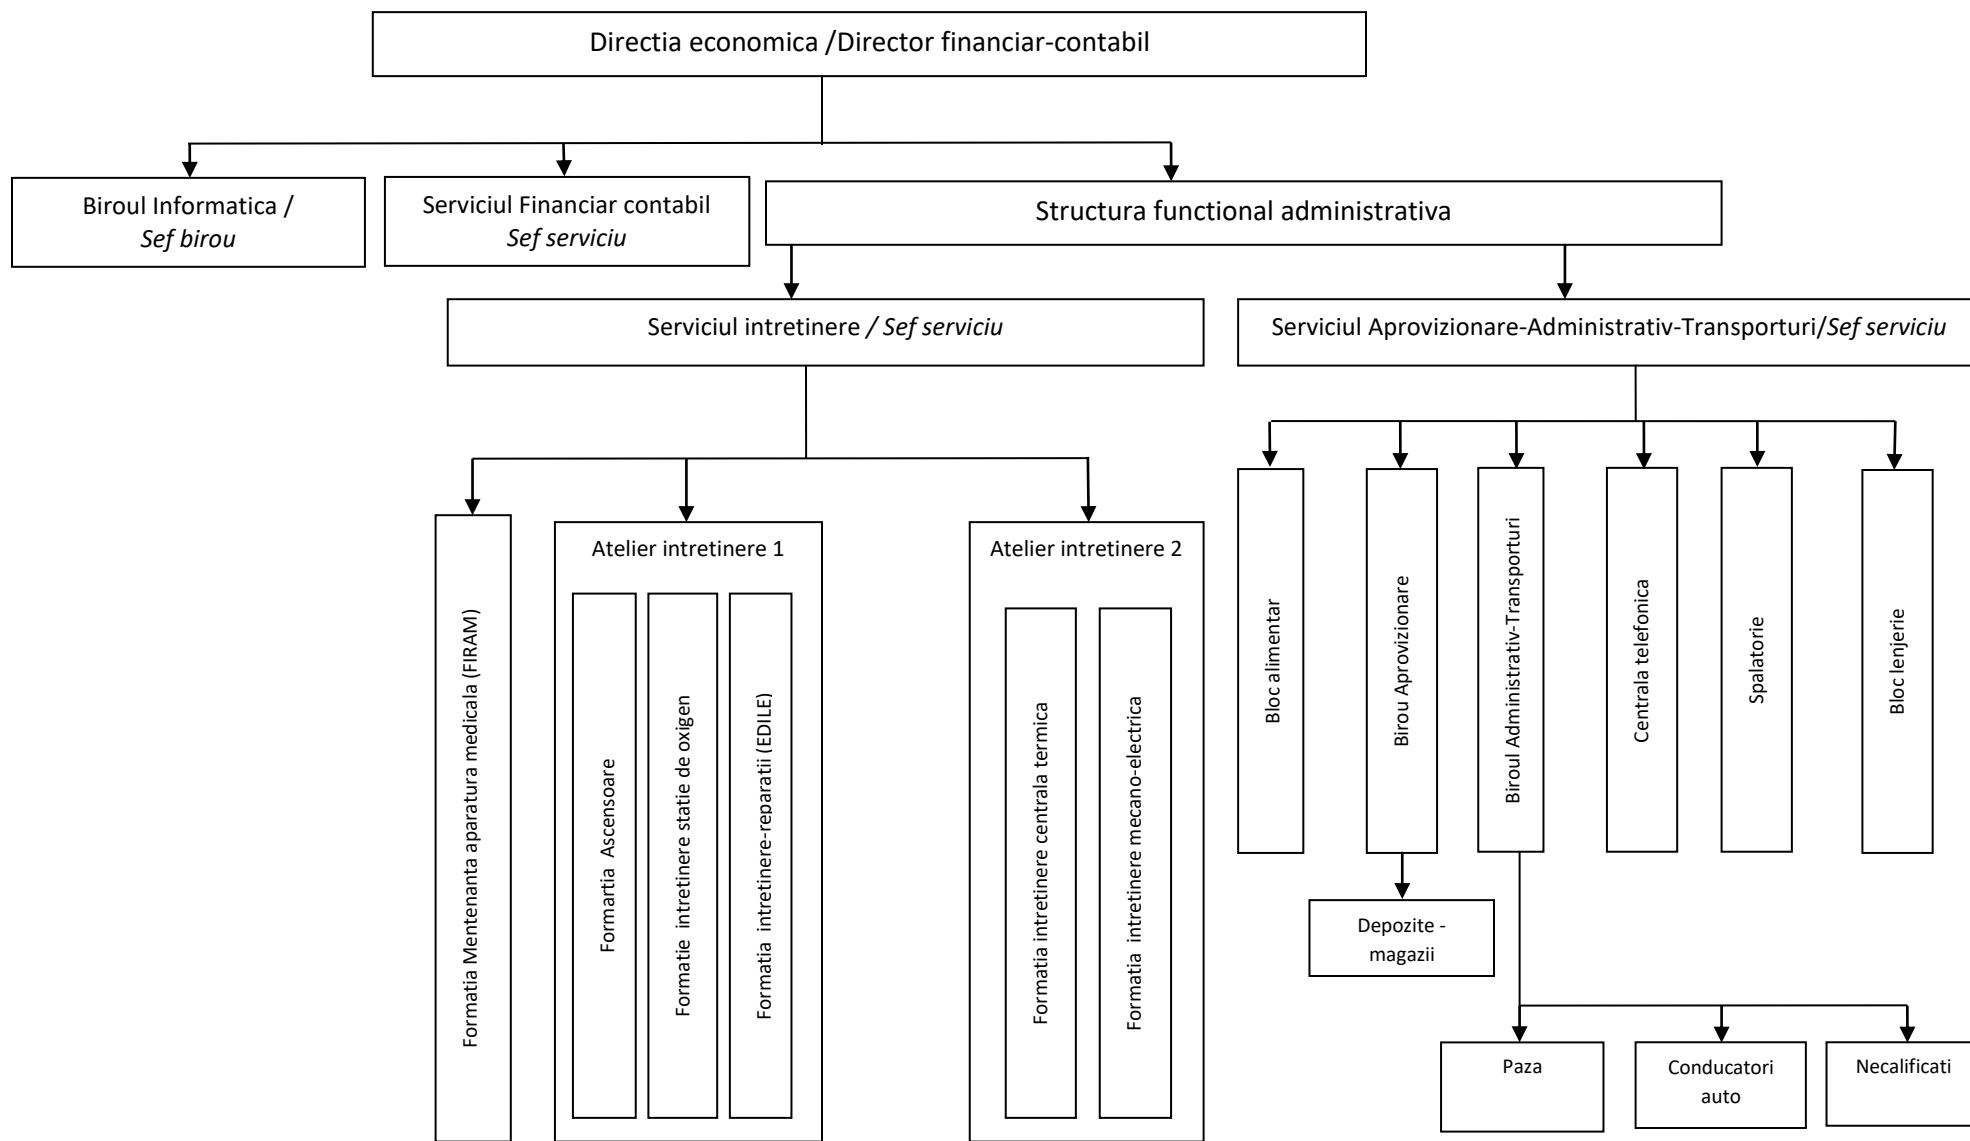 Directia economica /Director financiar-contabil
Biroul Informatica /
Sef birou
Serviciul Financiar contabil
Sef serviciu
Structura functional administrativa
Serviciul intretinere / Sef serviciu
Serviciul Aprovizionare-Administrativ-Transporturi/Sef serviciu
Formatia Mentenanta aparatura medicala (FIRAM)
Atelier intretinere 1
Formartia Ascensoare
Formatie intretinere statie de oxigen
Formatia intretinere-reparatii (EDILE)
Atelier intretinere 2
Formatia intretinere centrala termica
Formatia intretinere mecano-electrica
Bloc alimentar
Birou Aprovizionare
Biroul Administrativ-Transporturi
Centrala telefonica
Spalatorie
Bloc lenjerie
Depozite -
magazii
Paza
Conducatori
auto
Necalificati